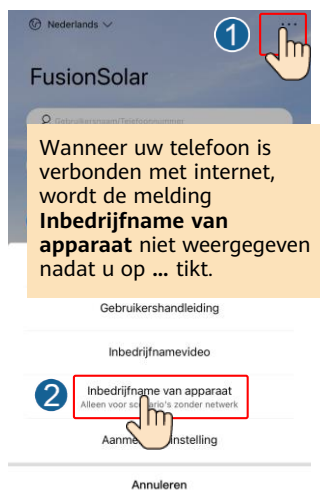 Nederlands
1
...
FusionSolar
Gebruikersnaam/Telefoonnummer
Wanneer uw telefoon is
verbonden met internet,
wordt de melding
Inbedrijfname van
apparaat niet weergegeven
nadat u op ... tikt.
Gebruikershandleiding
Inbedrijfnamevideo
2
Inbedrijfname van apparaat
Alleen voor scenario's zonder netwerk
Annuleren